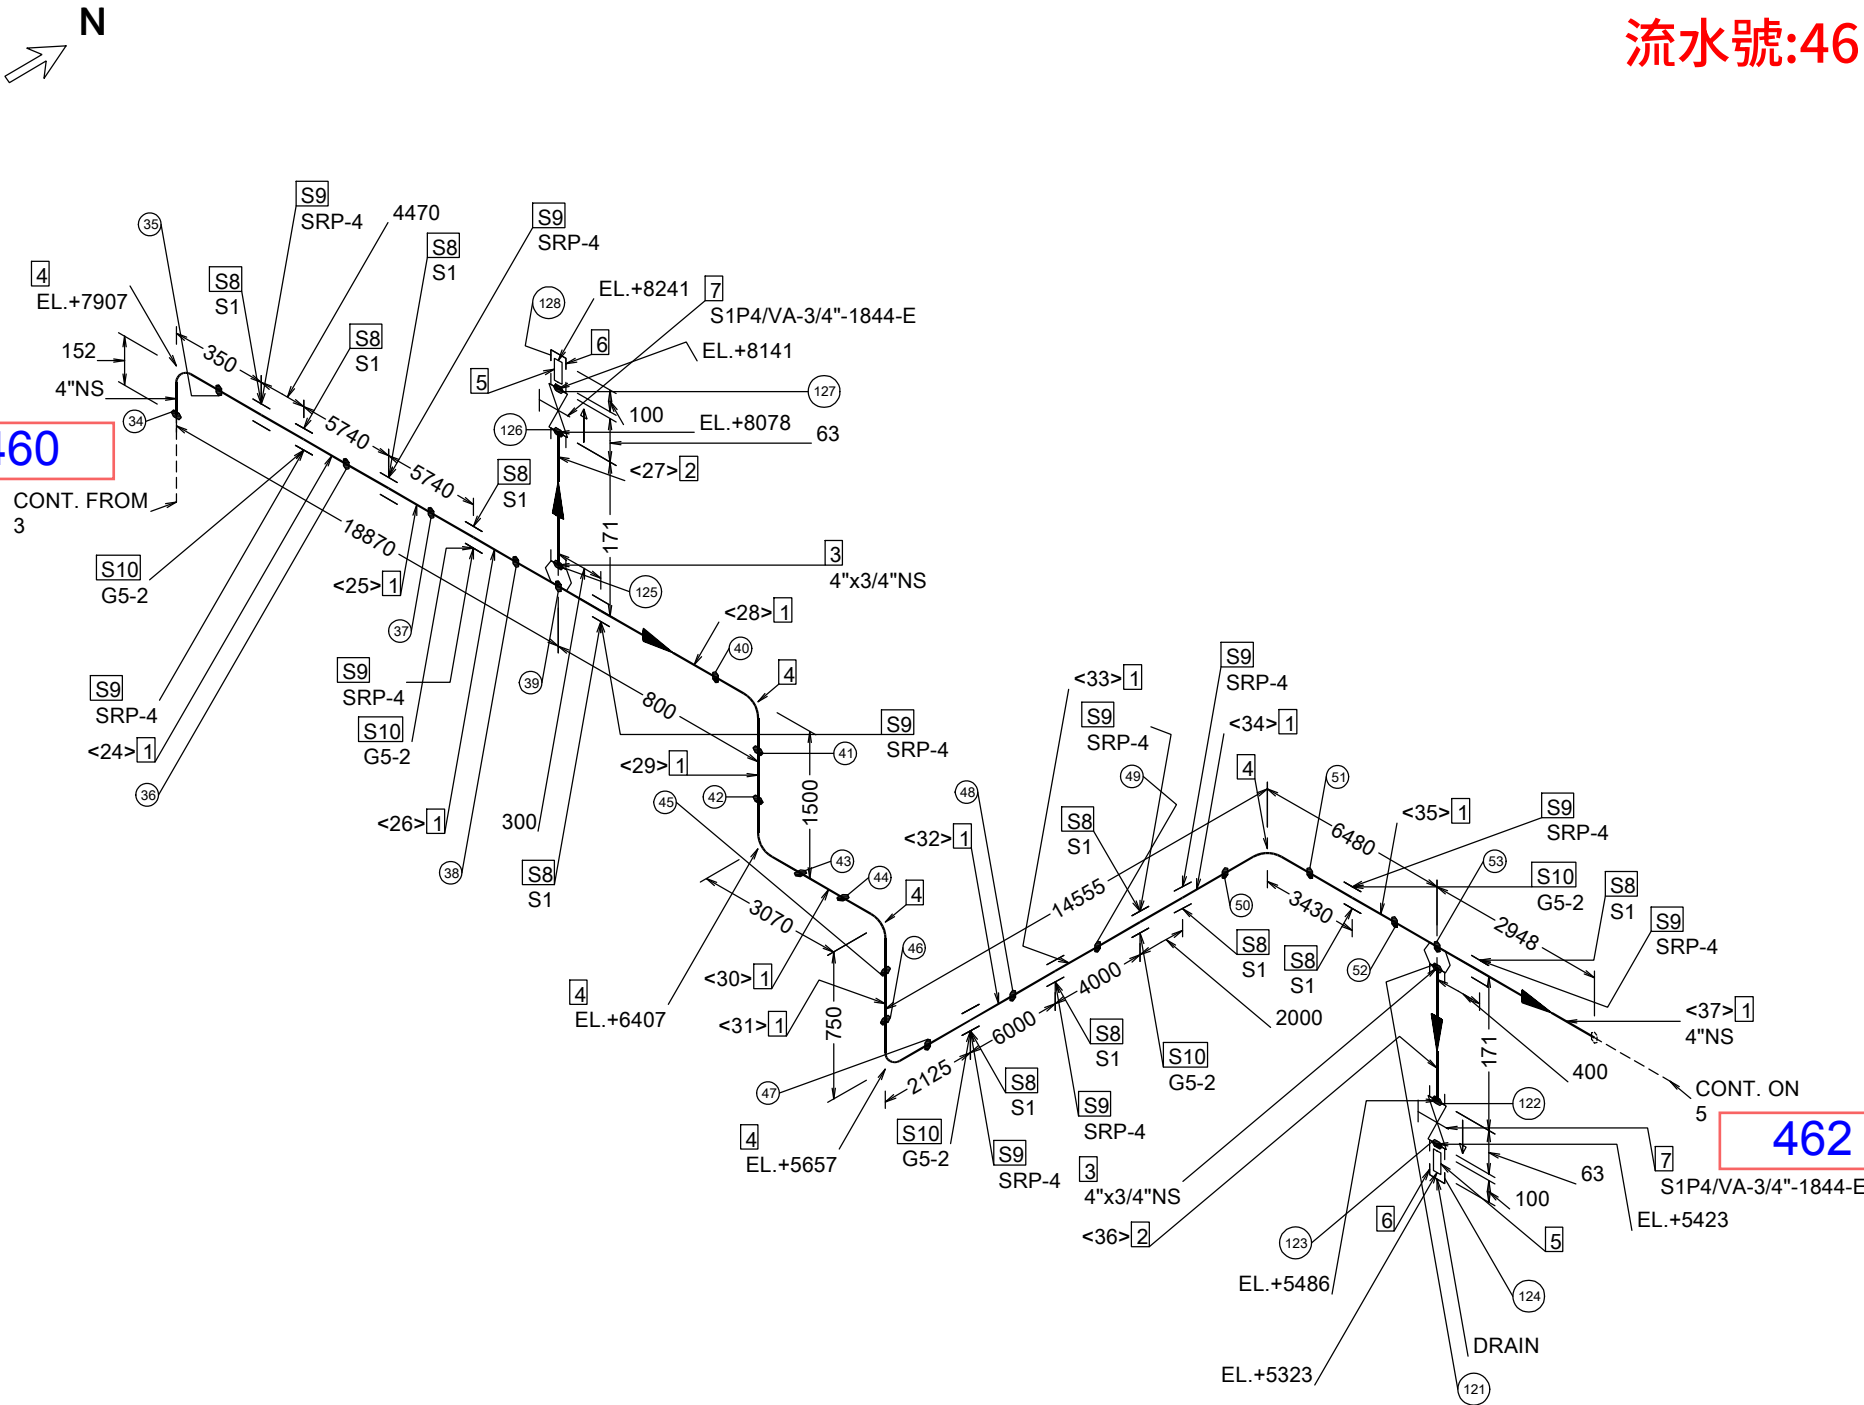 N
流水號:46
S9
SRP-4
4470
S9
SRP-4
35
S8
S1
4
EL.+7907
S8
S1
128
EL.+8241
7
S1P4/VA-3/4"-1844-E
S8
S1
6
EL.+8141
152
350
5
127
4"NS
100
34
126
EL.+8078
63
5740
460
5740
S8
S1
<27>2
CONT. FROM
3
18870
171
3
4"x3/4"NS
S10
G5-2
<25>1
125
<28>1
37
40
S9
SRP-4
39
4
S9
SRP-4
<24>1
S10
G5-2
800
S9
SRP-4
36
<29>1
41
45
42
1500
<26>1
300
38
S8
S1
43
44
4
3070
46
<30>1
4
EL.+6407
<31>1
750
<33>1
S9
SRP-4
S9
SRP-4
<34>1
49
4
51
48
S8
S1
<32>1
6480
<35>1
S9
SRP-4
53
14555
50
3430
S10
G5-2
S8
S1
S9
SRP-4
2948
S8
S1
S8
S1
52
4000
6000
2000
S8
S1
S10
G5-2
<37>1
4"NS
171
400
CONT. ON
5
462
47
2125
S8
S1
S9
SRP-4
122
S10
G5-2
S9
SRP-4
4
EL.+5657
3
4"x3/4"NS
63
7
S1P4/VA-3/4"-1844-E
100
EL.+5423
6
5
<36>2
123
EL.+5486
124
DRAIN
EL.+5323
121